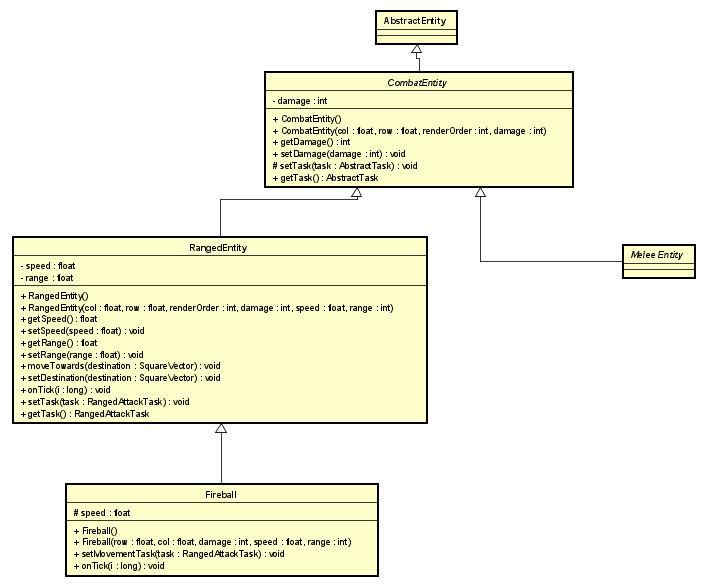 AbstractEntity
CombatEntity
- damage : int
+ CombatEntity()
+ CombatEntity(col : float, row : float, renderOrder : int, damage : int)
+ getDamage() : int
+ setDamage(damage : int) : void
# setTask(task : AbstractTask) : void
+ getTask() : AbstractTask
RangedEntity
- speed : float
- range : float
+ RangedEntity()
+ RangedEntity(col : float, row : float, renderOrder : int, damage : int, speed : float, range : int)
+ getSpeed() : float
+ setSpeed(speed : float) : void
+ getRange() : float
+ setRange(range : float) : void
+ moveTowards(destination : SquareVector) : void
+ setDestination(destination : SquareVector) : void
+ onTick(i : long) : void
+ setTask(task : RangedAttackTask) : void
+ getTask() : RangedAttackTask
Melee Entity
Fireball
# speed : float
+ Fireball()
+ Fireball(row : float, col : float, damage : int, speed : float, range : int)
+ setMovementTask(task : RangedAttackTask) : void
+ onTick(i : long) : void